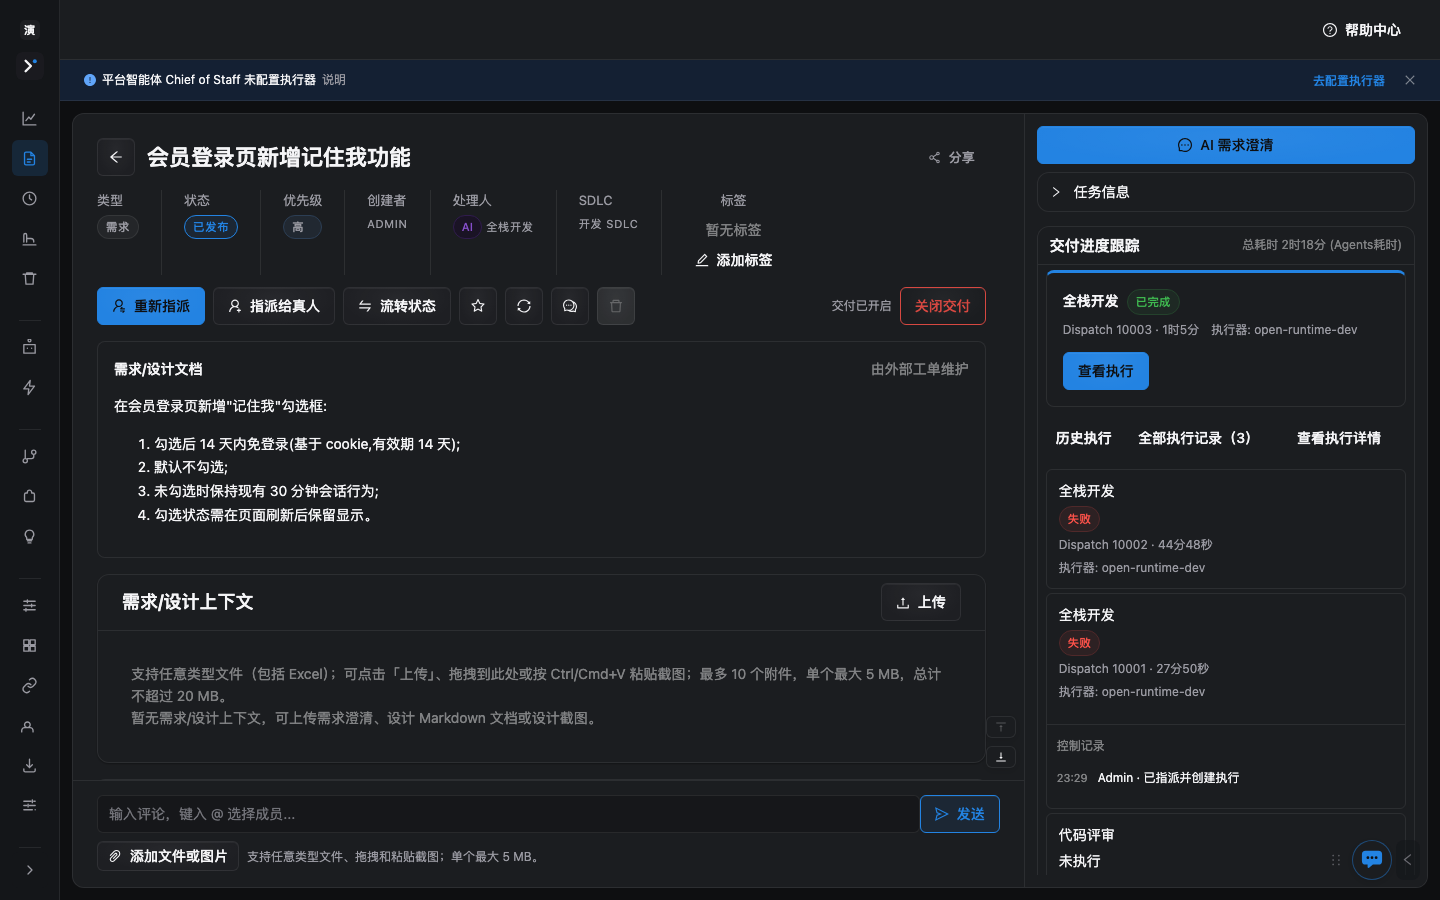 演
帮助中心
平台智能体 Chief of Staff 未配置执行器 说明
去配置执行器
会员登录页新增记住我功能
分享
类型
需求
状态
已发布
优先级
高
创建者
ADMIN
处理人
AI 全栈开发
SDLC
开发 SDLC
标签
暂无标签
添加标签
重新指派
指派给真人
流转状态
交付已开启
关闭交付
需求/设计文档
由外部工单维护
在会员登录页新增"记住我"勾选框:
1. 勾选后 14 天内免登录(基于 cookie,有效期 14 天);
2. 默认不勾选;
3. 未勾选时保持现有 30 分钟会话行为;
4. 勾选状态需在页面刷新后保留显示。
需求/设计上下文
上传
支持任意类型文件（包括 Excel）；可点击「上传」、拖拽到此处或按 Ctrl/Cmd+V 粘贴截图；最多 10 个附件，单个最大 5 MB，总计
不超过 20 MB。
暂无需求/设计上下文，可上传需求澄清、设计 Markdown 文档或设计截图。
输入评论，键入 @ 选择成员...
发送
添加文件或图片
支持任意类型文件、拖拽和粘贴截图；单个最大 5 MB。
AI 需求澄清
任务信息
交付进度跟踪
总耗时 2时18分 (Agents耗时)
全栈开发
已完成
Dispatch 10003 · 1时5分 执行器: open-runtime-dev
查看执行
历史执行
全部执行记录（3）
查看执行详情
全栈开发
失败
Dispatch 10002 · 44分48秒
执行器: open-runtime-dev
全栈开发
失败
Dispatch 10001 · 27分50秒
执行器: open-runtime-dev
控制记录
23:29 Admin · 已指派并创建执行
代码评审
未执行